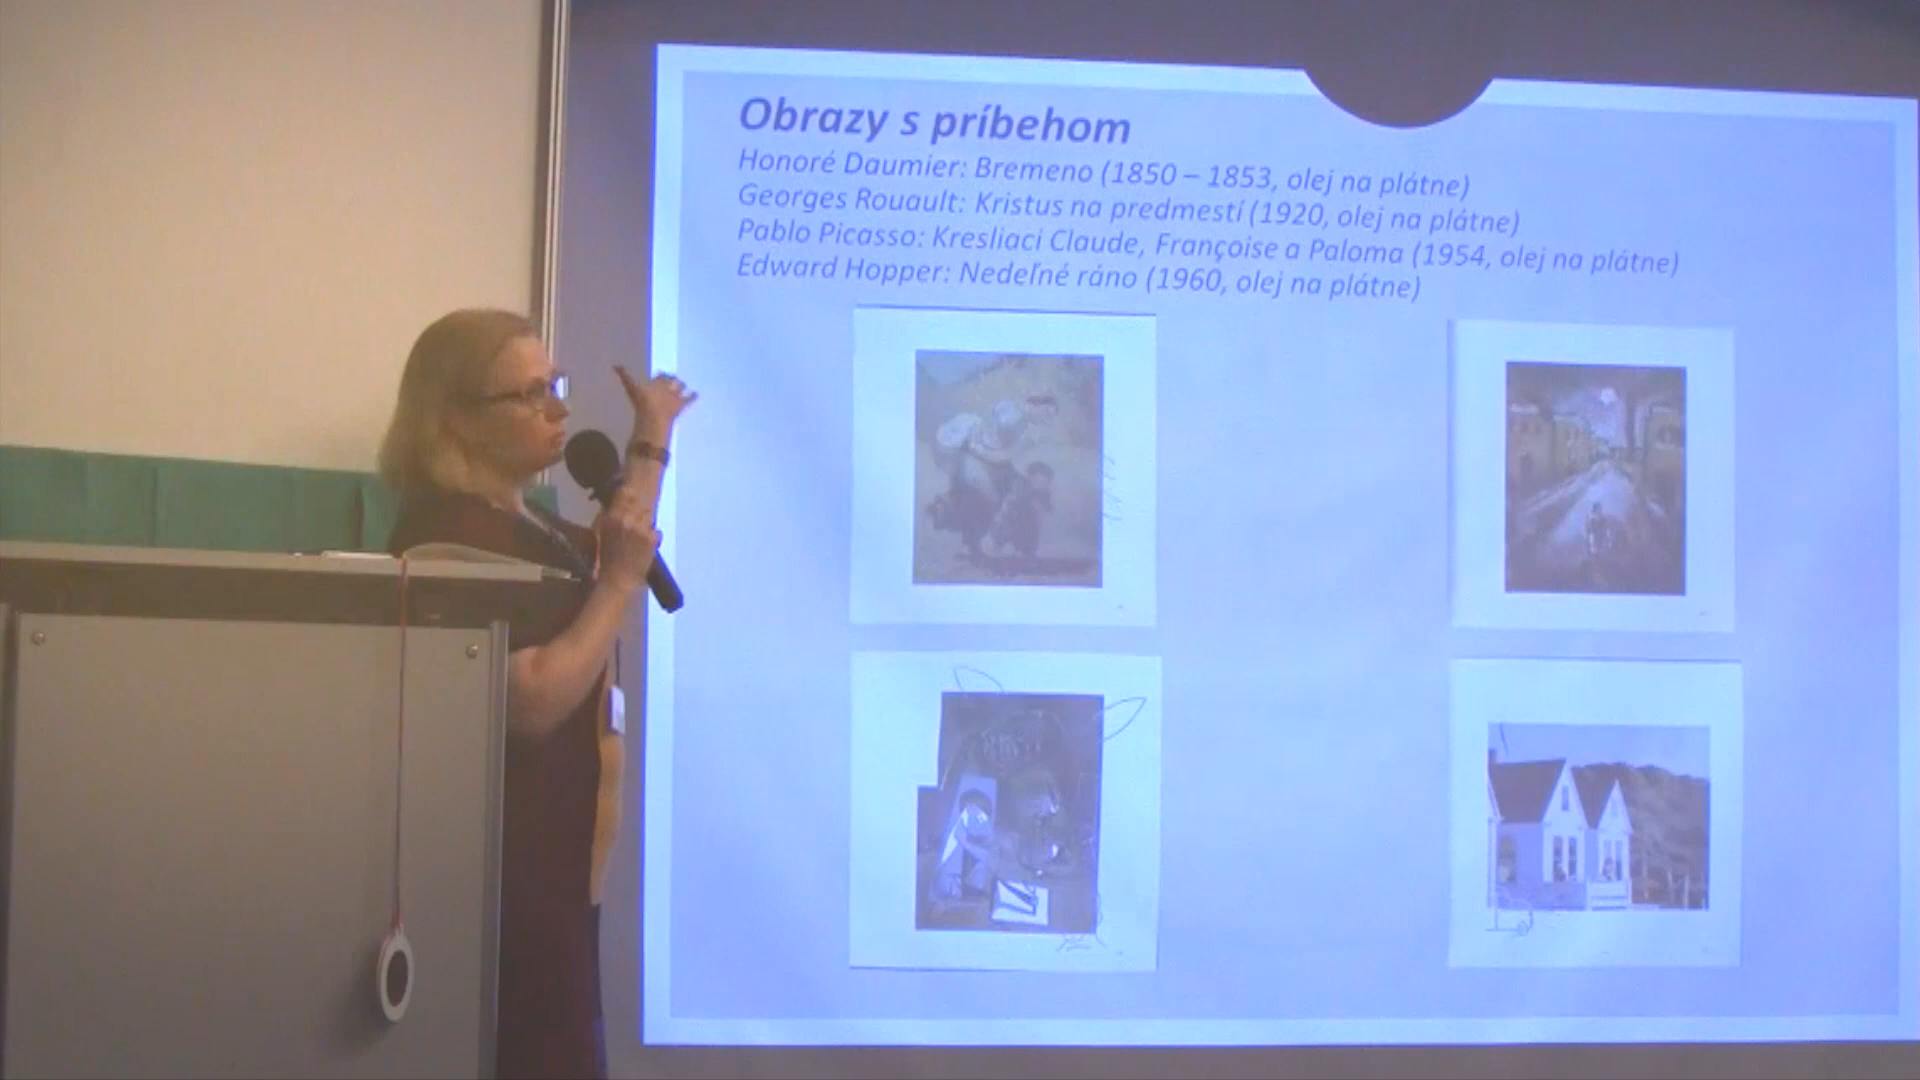 Obrazy s príbehom
Honoré Daumier: Bremeno (1850 – 1853, olej na plátne)
Georges Rouault: Kristus na predmestí (1920, olej na plátne)
Pablo Picasso: Kresliaci Claude, Françoise a Paloma (1954, olej na plátne)
Edward Hopper: Nedeľné ráno (1960, olej na plátne)